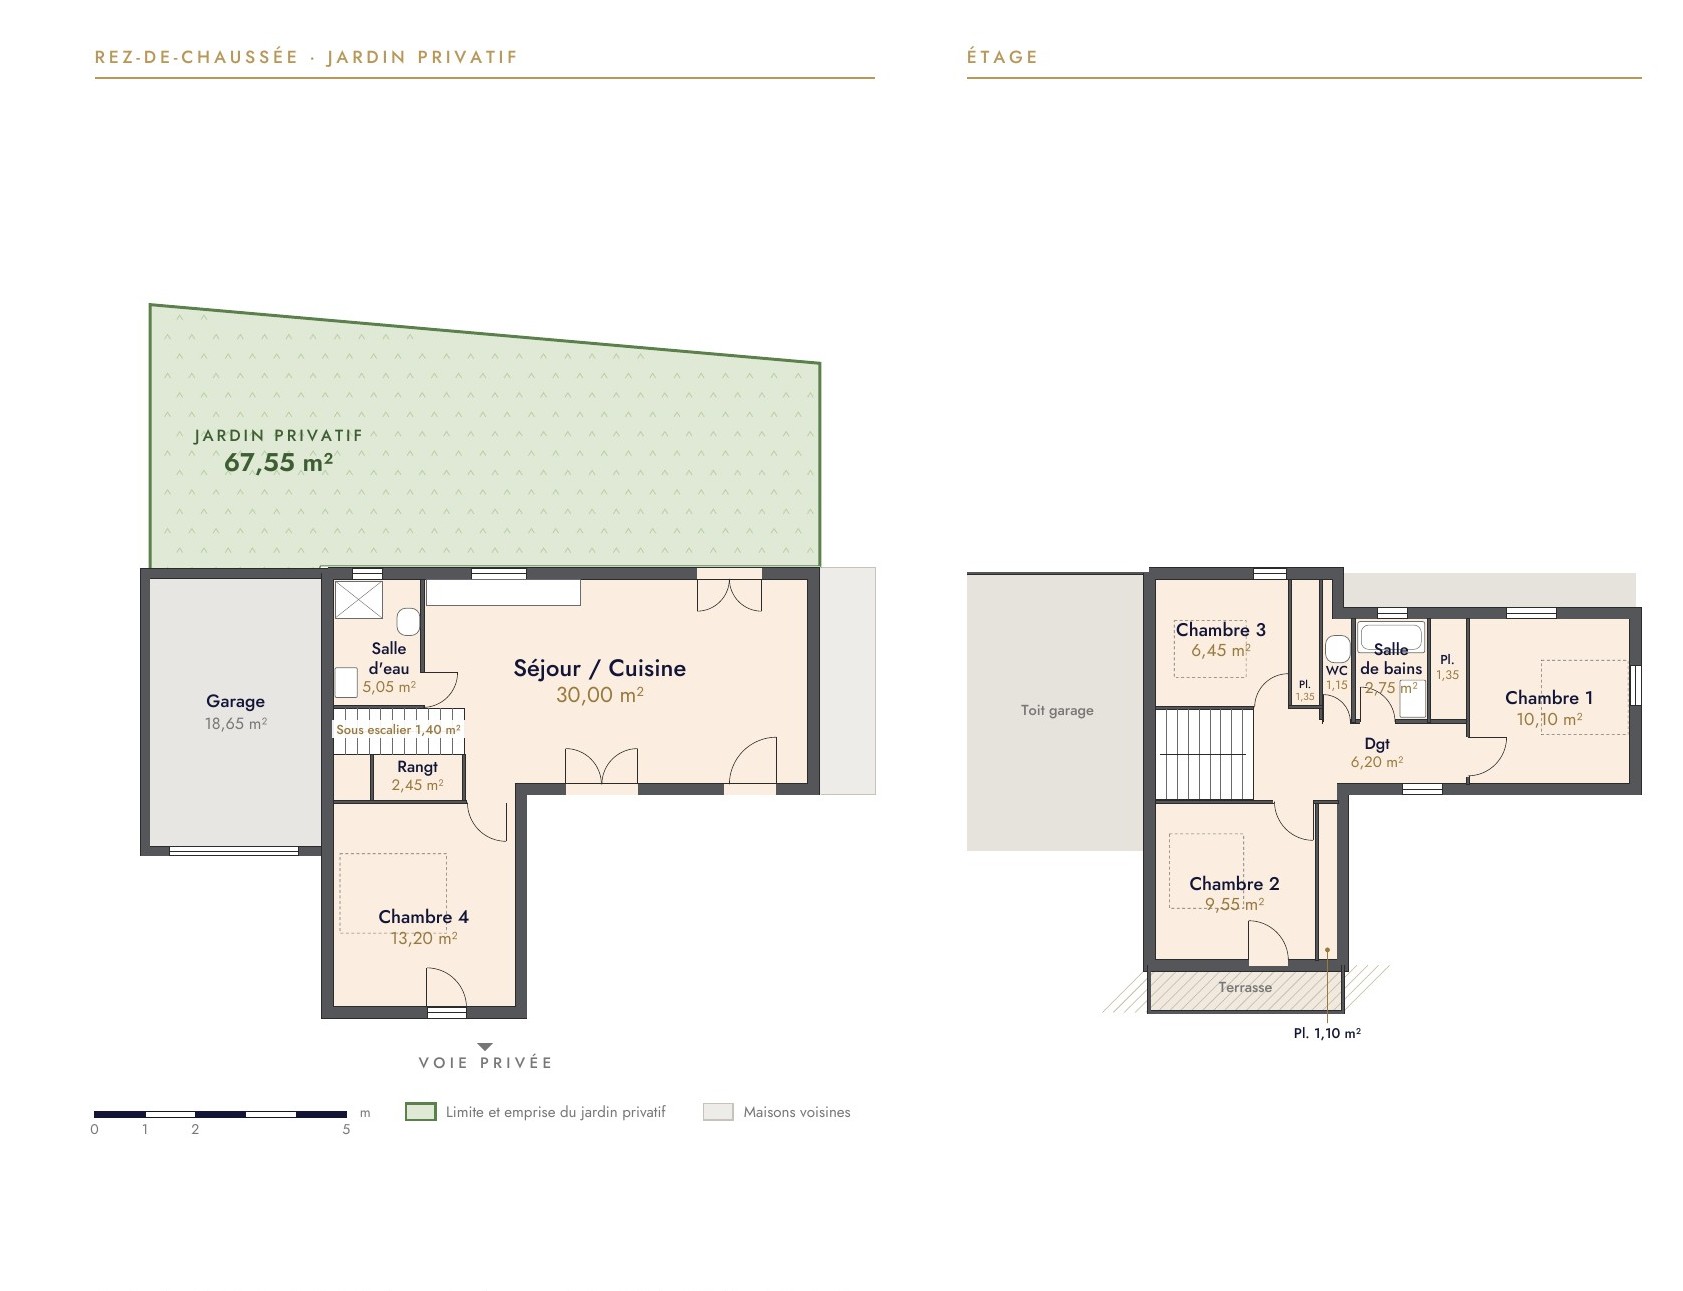 REZ-DE-CHAUSSÉE · JARDIN PRIVATIF
JARDIN PRIVATIF
67,55 m²
Garage
18,65 m²
Salle
d'eau
5,05 m²
Séjour / Cuisine
30,00 m²
Sous escalier 1,40 m²
Rangt
2,45 m²
Chambre 4
13,20 m²
VOIE PRIVÉE
0 1 2 5 m
Limite et emprise du jardin privatif
Maisons voisines
ÉTAGE
Toit garage
Chambre 3
6,45 m²
Pl.
1,35
WC
1,15
Salle
de bains
2,75 m²
Pl.
1,35
Chambre 1
10,10 m²
Dgt
6,20 m²
Chambre 2
9,55 m²
Terrasse
Pl. 1,10 m²